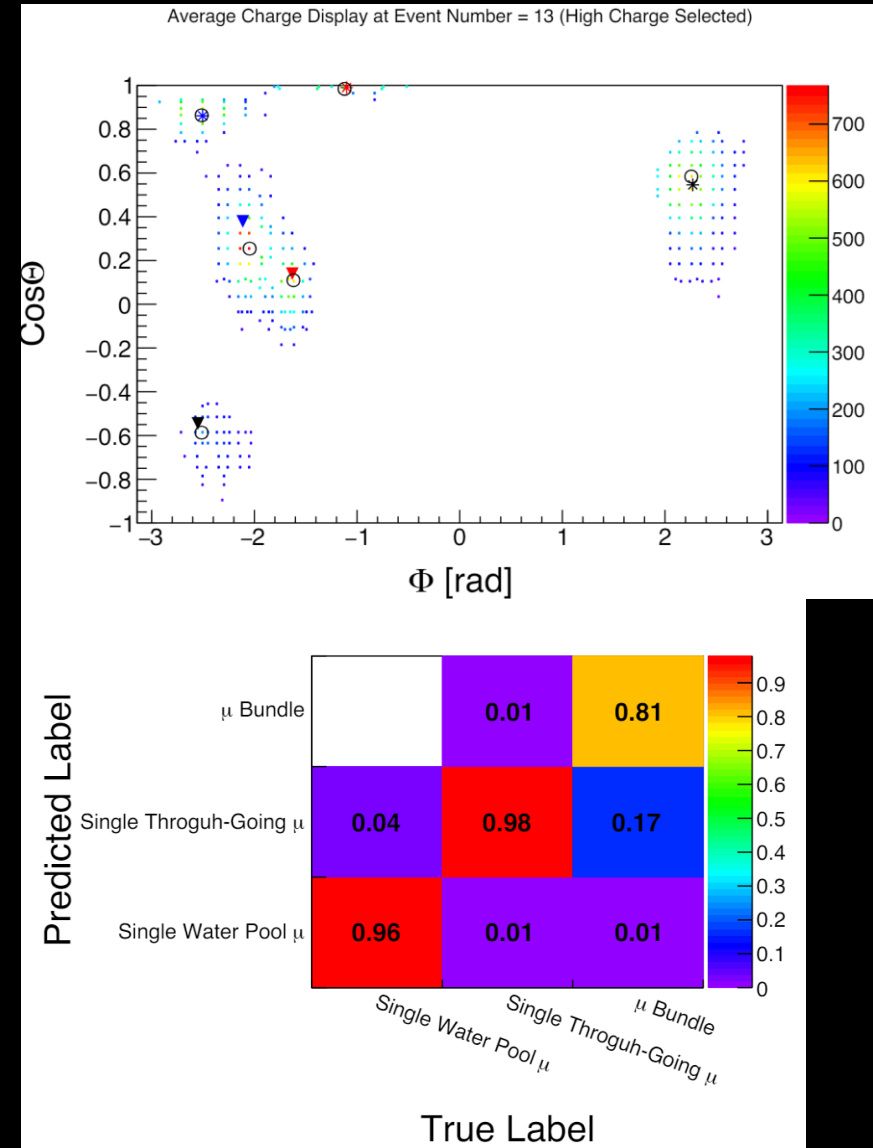 Average Charge Display at Event Number = 13 (High Charge Selected)
1
0.8
0.6
0.4
0.2
0
−0.2
−0.4
−0.6
−0.8
−1
CosΘ
−3 −2 −1 0 1 2 3
Φ [rad]
700
600
500
400
300
200
100
0
Predicted Label
μ Bundle 0.01 0.81
Single Throguh-Going μ 0.04 0.98 0.17
Single Water Pool μ 0.96 0.01 0.01
Single Water Pool μ
Single Throguh-Going μ
μ Bundle
True Label
0.9
0.8
0.7
0.6
0.5
0.4
0.3
0.2
0.1
0